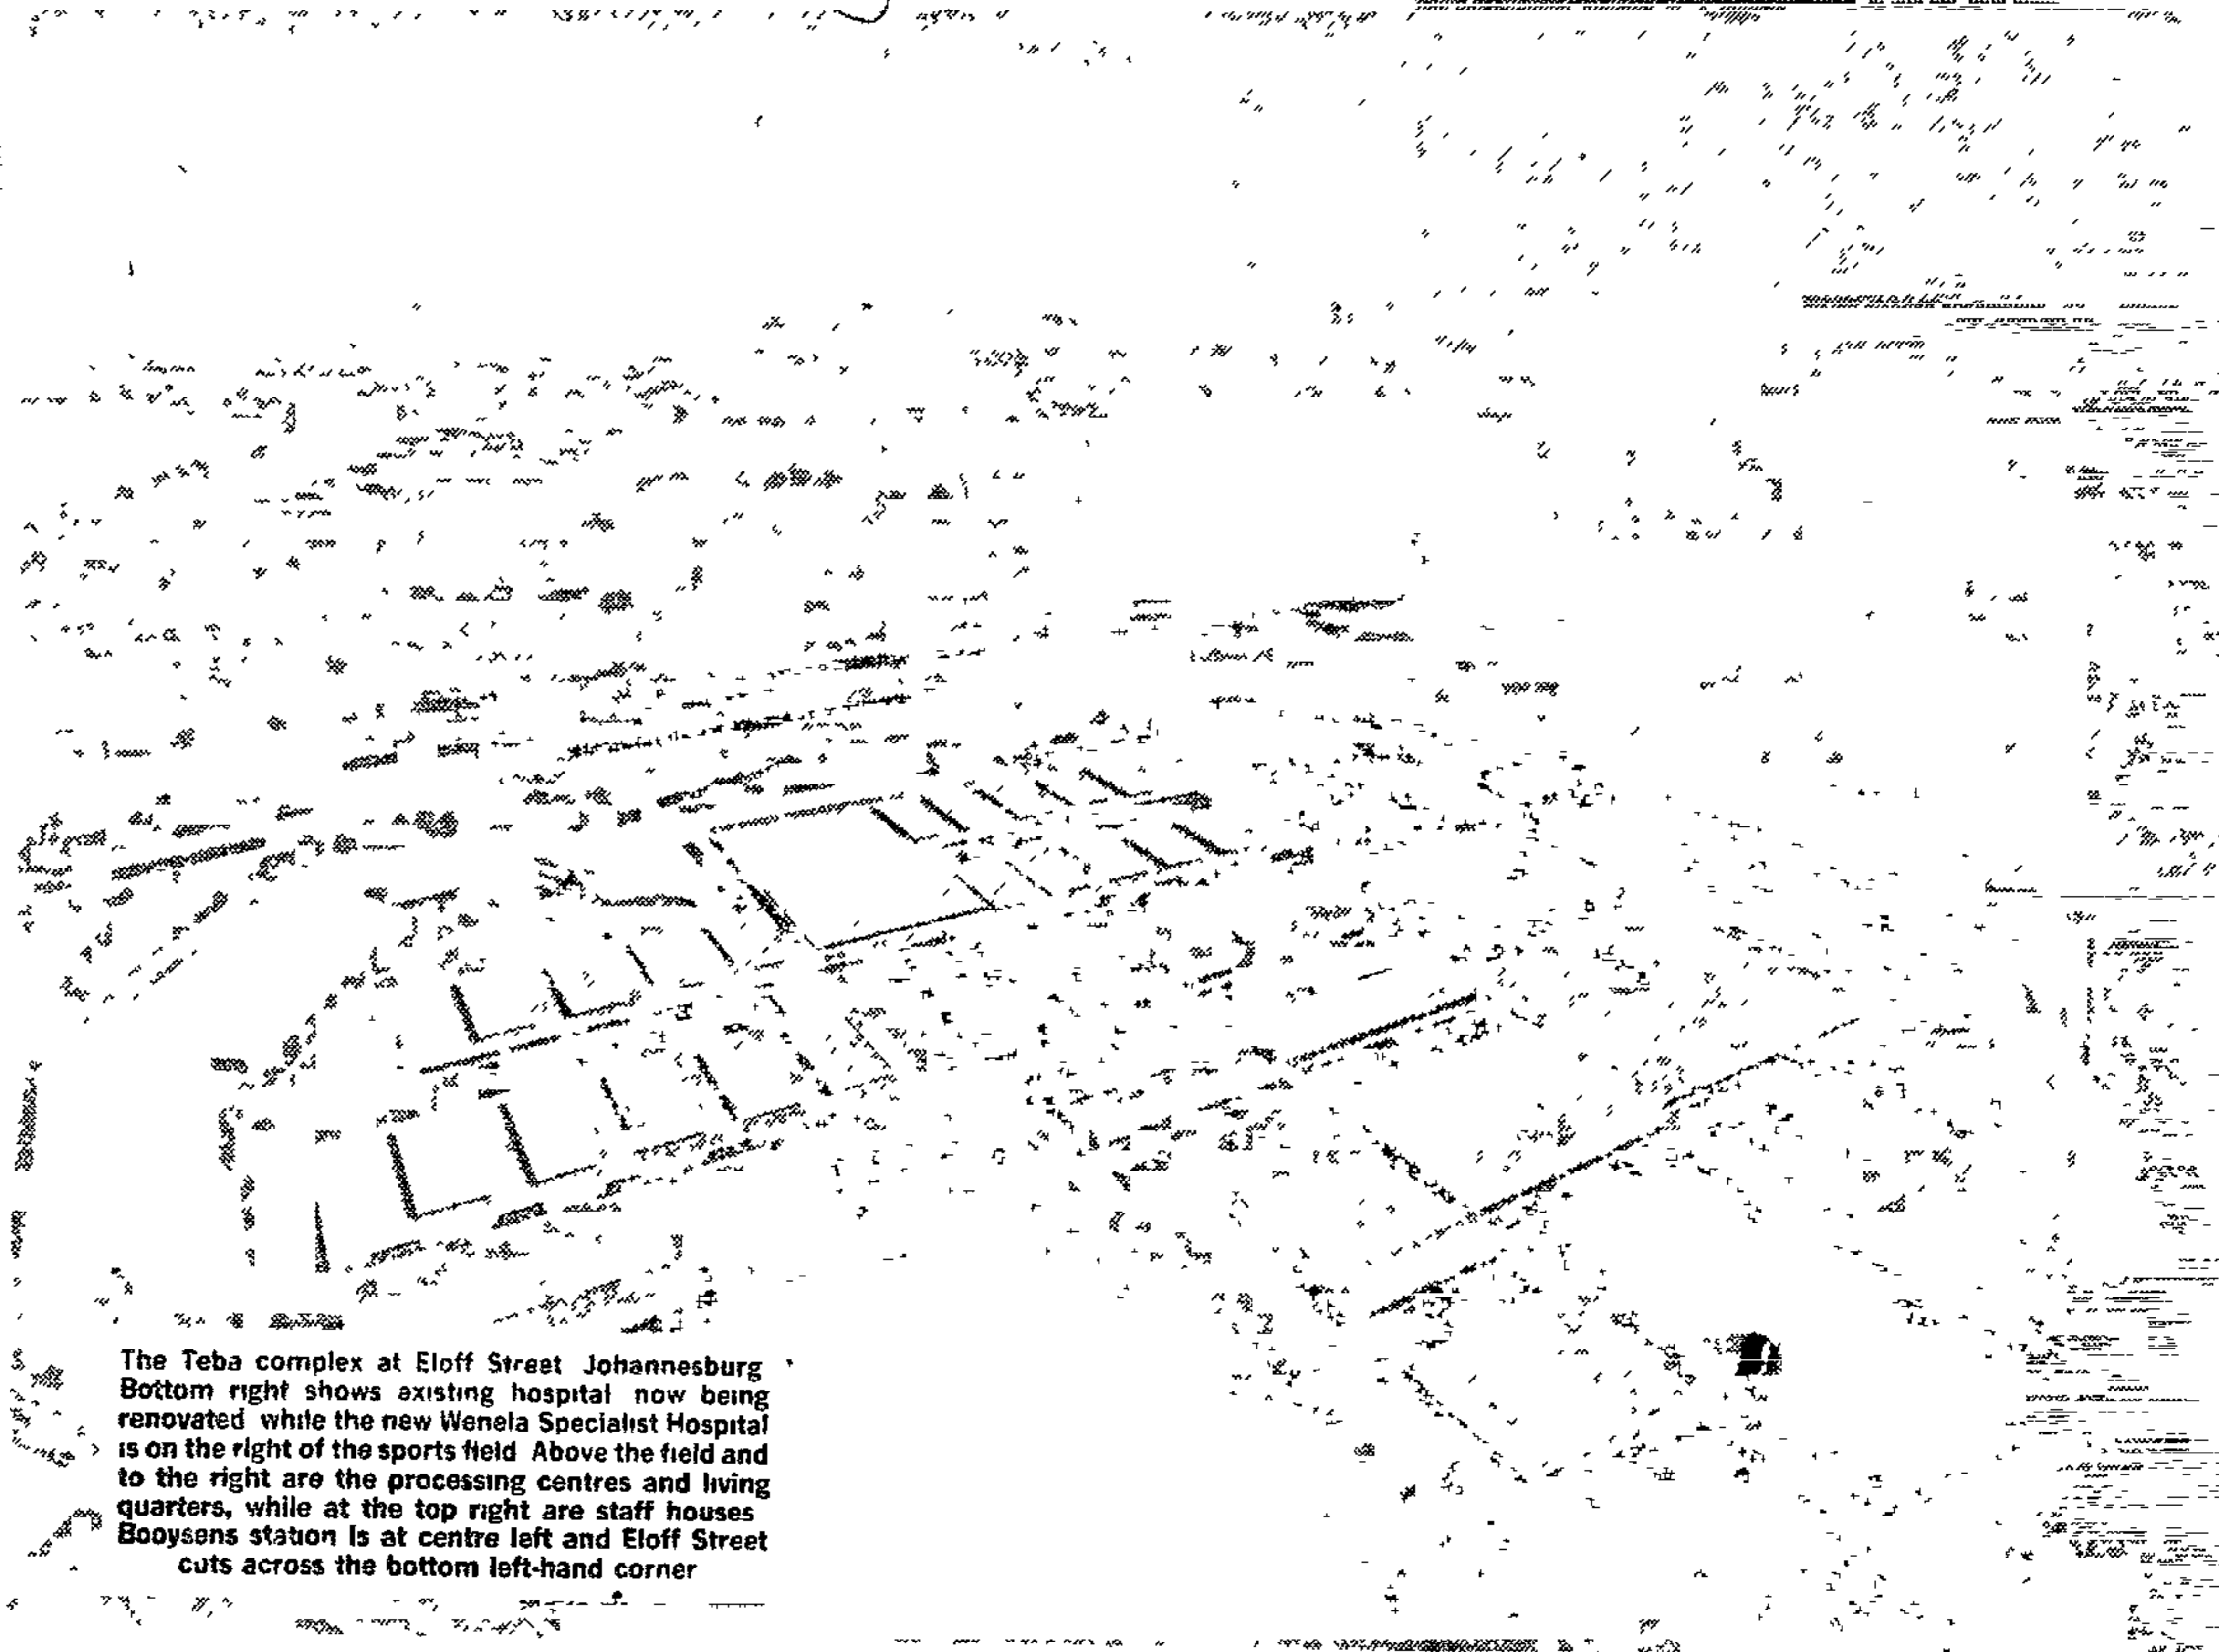 The Teba complex at Eloff Street Johannesburg
Bottom right shows existing hospital now being
renovated while the new Wenela Specialist Hospital
is on the right of the sports field Above the field and
to the right are the processing centres and living
quarters, while at the top right are staff houses
Booysens station is at centre left and Eloff Street
cuts across the bottom left-hand corner